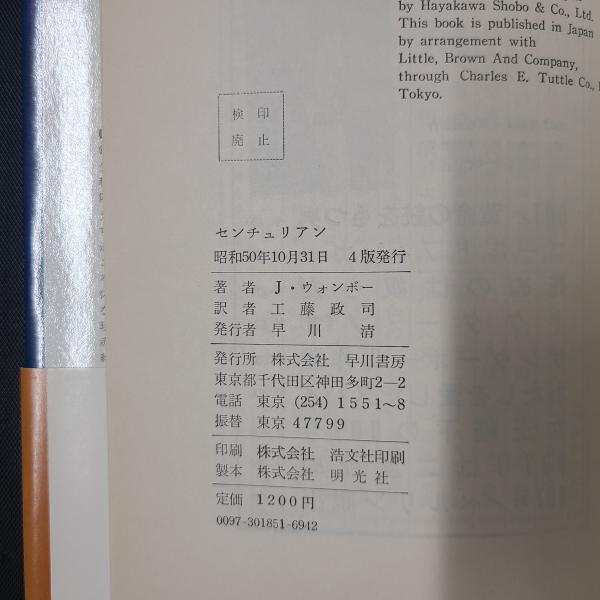 by Hayakawa Shobo & Co., Ltd.
This book is published in Japan
by arrangement with
Little, Brown And Company,
through Charles E. Tuttle Co.,
Tokyo.
検印
廃止
センチュリアン
昭和50年10月31日 4版発行
著者 J・ウォンボー
訳者 工藤政司
発行者 早川 清
発行所 株式会社 早川書房
東京都千代田区神田多町2―2
電話 東京 (254) 1551～8
振替 東京 47799
印刷 株式会社 浩文社印刷
製本 株式会社 明光社
定価 1200円
0097-301851-6942